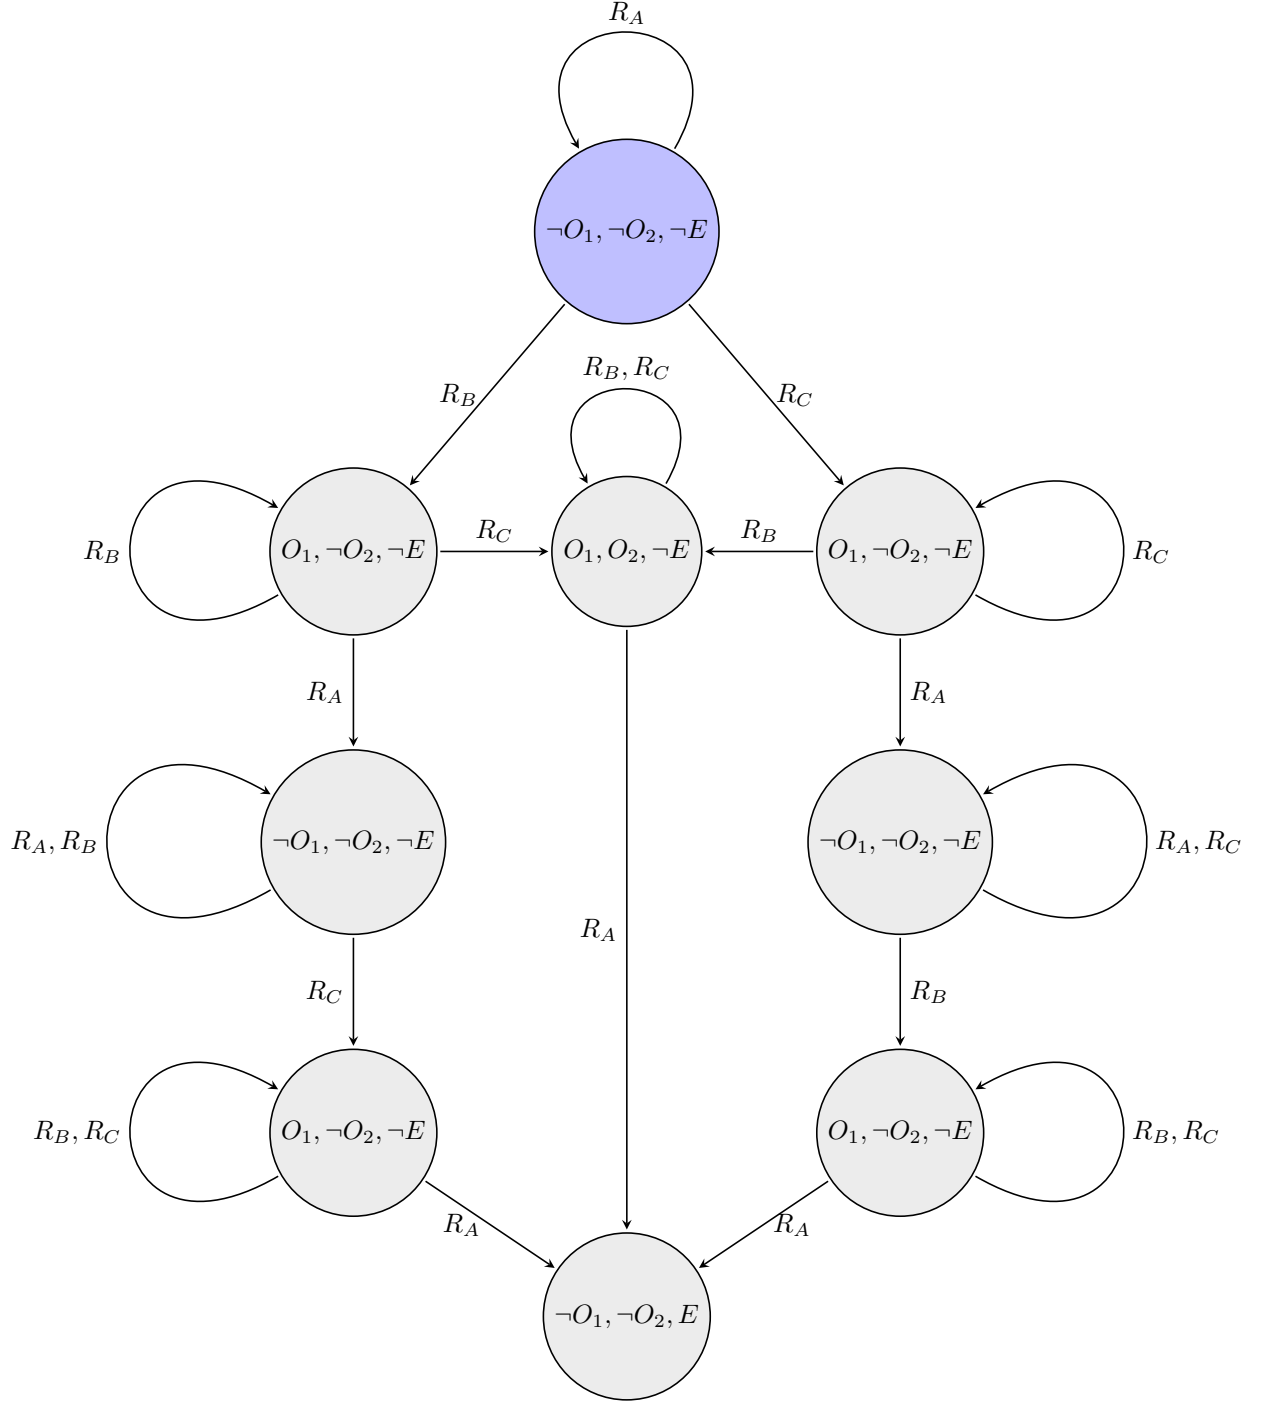 R_A
¬O_1, ¬O_2, ¬E
R_B
R_C
R_B, R_C
R_B
O_1, ¬O_2, ¬E
R_C
O_1, O_2, ¬E
R_B
O_1, ¬O_2, ¬E
R_C
R_A
R_A
R_A, R_B
¬O_1, ¬O_2, ¬E
¬O_1, ¬O_2, ¬E
R_A, R_C
R_A
R_C
R_B
R_B, R_C
O_1, ¬O_2, ¬E
O_1, ¬O_2, ¬E
R_B, R_C
R_A
R_A
¬O_1, ¬O_2, E